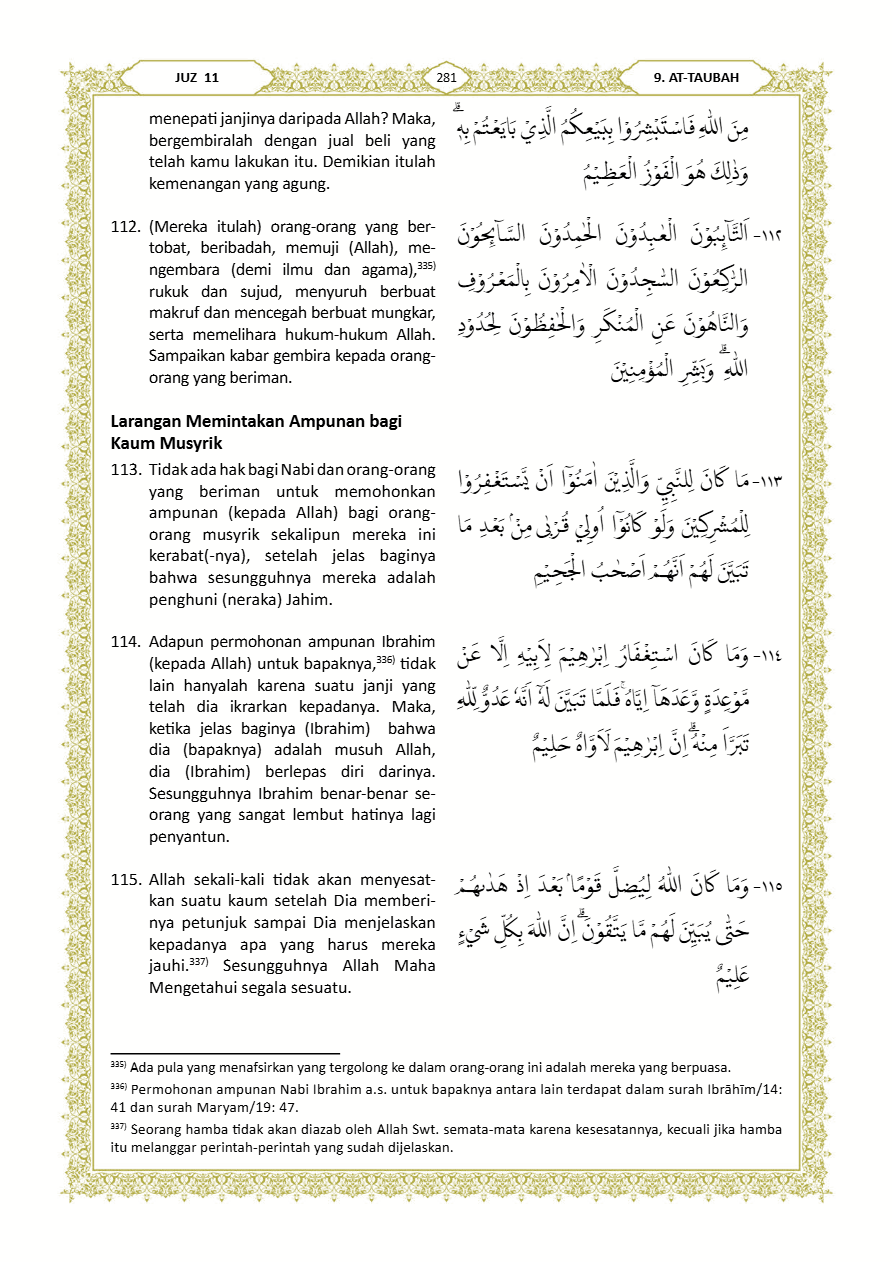 JUZ 11
281
9. AT-TAUBAH
menepati janjinya daripada Allah? Maka,
bergembiralah dengan jual beli yang
telah kamu lakukan itu. Demikian itulah
kemenangan yang agung.
مِنَ اللّٰهِ فَاسْتَبْشِرُوْا بِبَيْعِكُمُ الَّذِيْ بَايَعْتُمْ بِهٖۗ
وَذٰلِكَ هُوَ الْفَوْزُ الْعَظِيْمُ
112. (Mereka itulah) orang-orang yang ber-
tobat, beribadah, memuji (Allah), me-
ngembara (demi ilmu dan agama),³³⁵⁾
rukuk dan sujud, menyuruh berbuat
makruf dan mencegah berbuat mungkar,
serta memelihara hukum-hukum Allah.
Sampaikan kabar gembira kepada orang-
orang yang beriman.
١١٢- اَلتَّاۤىِٕبُوْنَ الْعٰبِدُوْنَ الْحٰمِدُوْنَ السَّاۤىِٕحُوْنَ
الرّٰكِعُوْنَ السّٰجِدُوْنَ الْاٰمِرُوْنَ بِالْمَعْرُوْفِ
وَالنَّاهُوْنَ عَنِ الْمُنْكَرِ وَالْحٰفِظُوْنَ لِحُدُوْدِ
اللّٰهِ ۗوَبَشِّرِ الْمُؤْمِنِيْنَ
Larangan Memintakan Ampunan bagi
Kaum Musyrik
113. Tidak ada hak bagi Nabi dan orang-orang
yang beriman untuk memohonkan
ampunan (kepada Allah) bagi orang-
orang musyrik sekalipun mereka ini
kerabat(-nya), setelah jelas baginya
bahwa sesungguhnya mereka adalah
penghuni (neraka) Jahim.
١١٣- مَا كَانَ لِلنَّبِيِّ وَالَّذِيْنَ اٰمَنُوْٓا اَنْ يَّسْتَغْفِرُوْا
لِلْمُشْرِكِيْنَ وَلَوْ كَانُوْٓا اُولِيْ قُرْبٰى مِنْۢ بَعْدِ مَا
تَبَيَّنَ لَهُمْ اَنَّهُمْ اَصْحٰبُ الْجَحِيْمِ
114. Adapun permohonan ampunan Ibrahim
(kepada Allah) untuk bapaknya,³³⁶⁾ tidak
lain hanyalah karena suatu janji yang
telah dia ikrarkan kepadanya. Maka,
ketika jelas baginya (Ibrahim) bahwa
dia (bapaknya) adalah musuh Allah,
dia (Ibrahim) berlepas diri darinya.
Sesungguhnya Ibrahim benar-benar se-
orang yang sangat lembut hatinya lagi
penyantun.
١١٤- وَمَا كَانَ اسْتِغْفَارُ اِبْرٰهِيْمَ لِاَبِيْهِ اِلَّا عَنْ
مَّوْعِدَةٍ وَّعَدَهَآ اِيَّاهُۚ فَلَمَّا تَبَيَّنَ لَهٗٓ اَنَّهٗ عَدُوٌّ لِّلّٰهِ
تَبَرَّاَ مِنْهُۗ اِنَّ اِبْرٰهِيْمَ لَاَوَّاهٌ حَلِيْمٌ
115. Allah sekali-kali tidak akan menyesat-
kan suatu kaum setelah Dia memberi-
nya petunjuk sampai Dia menjelaskan
kepadanya apa yang harus mereka
jauhi.³³⁷⁾ Sesungguhnya Allah Maha
Mengetahui segala sesuatu.
١١٥- وَمَا كَانَ اللّٰهُ لِيُضِلَّ قَوْمًاۢ بَعْدَ اِذْ هَدٰىهُمْ
حَتّٰى يُبَيِّنَ لَهُمْ مَّا يَتَّقُوْنَۗ اِنَّ اللّٰهَ بِكُلِّ شَيْءٍ
عَلِيْمٌ
³³⁵⁾ Ada pula yang menafsirkan yang tergolong ke dalam orang-orang ini adalah mereka yang berpuasa.
³³⁶⁾ Permohonan ampunan Nabi Ibrahim a.s. untuk bapaknya antara lain terdapat dalam surah Ibrāhīm/14:
41 dan surah Maryam/19: 47.
³³⁷⁾ Seorang hamba tidak akan diazab oleh Allah Swt. semata-mata karena kesesatannya, kecuali jika hamba
itu melanggar perintah-perintah yang sudah dijelaskan.